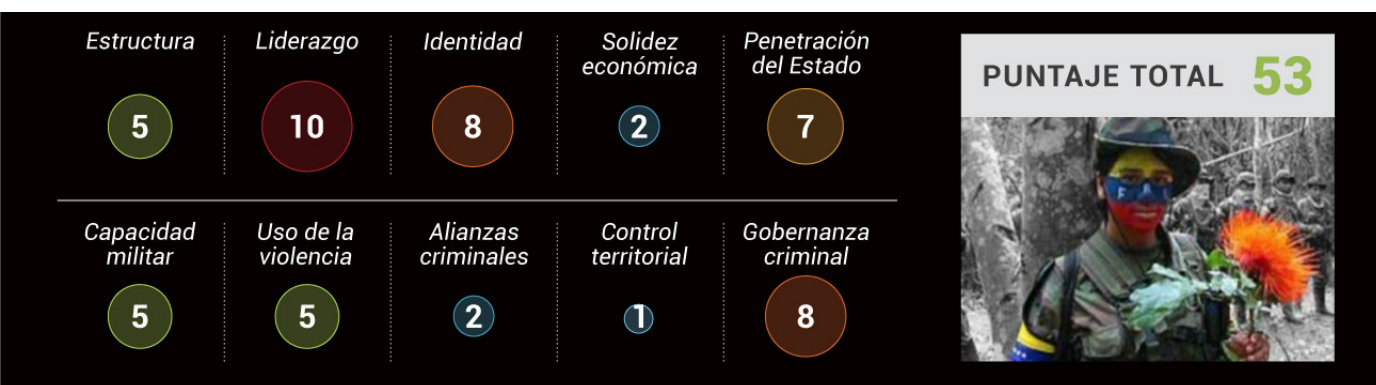 Estructura
Liderazgo
Identidad
Solidez
económica
Penetración
del Estado
5
10
8
2
7
Capacidad
militar
Uso de la
violencia
Alianzas
criminales
Control
territorial
Gobernanza
criminal
5
5
2
1
8
PUNTAJE TOTAL 53